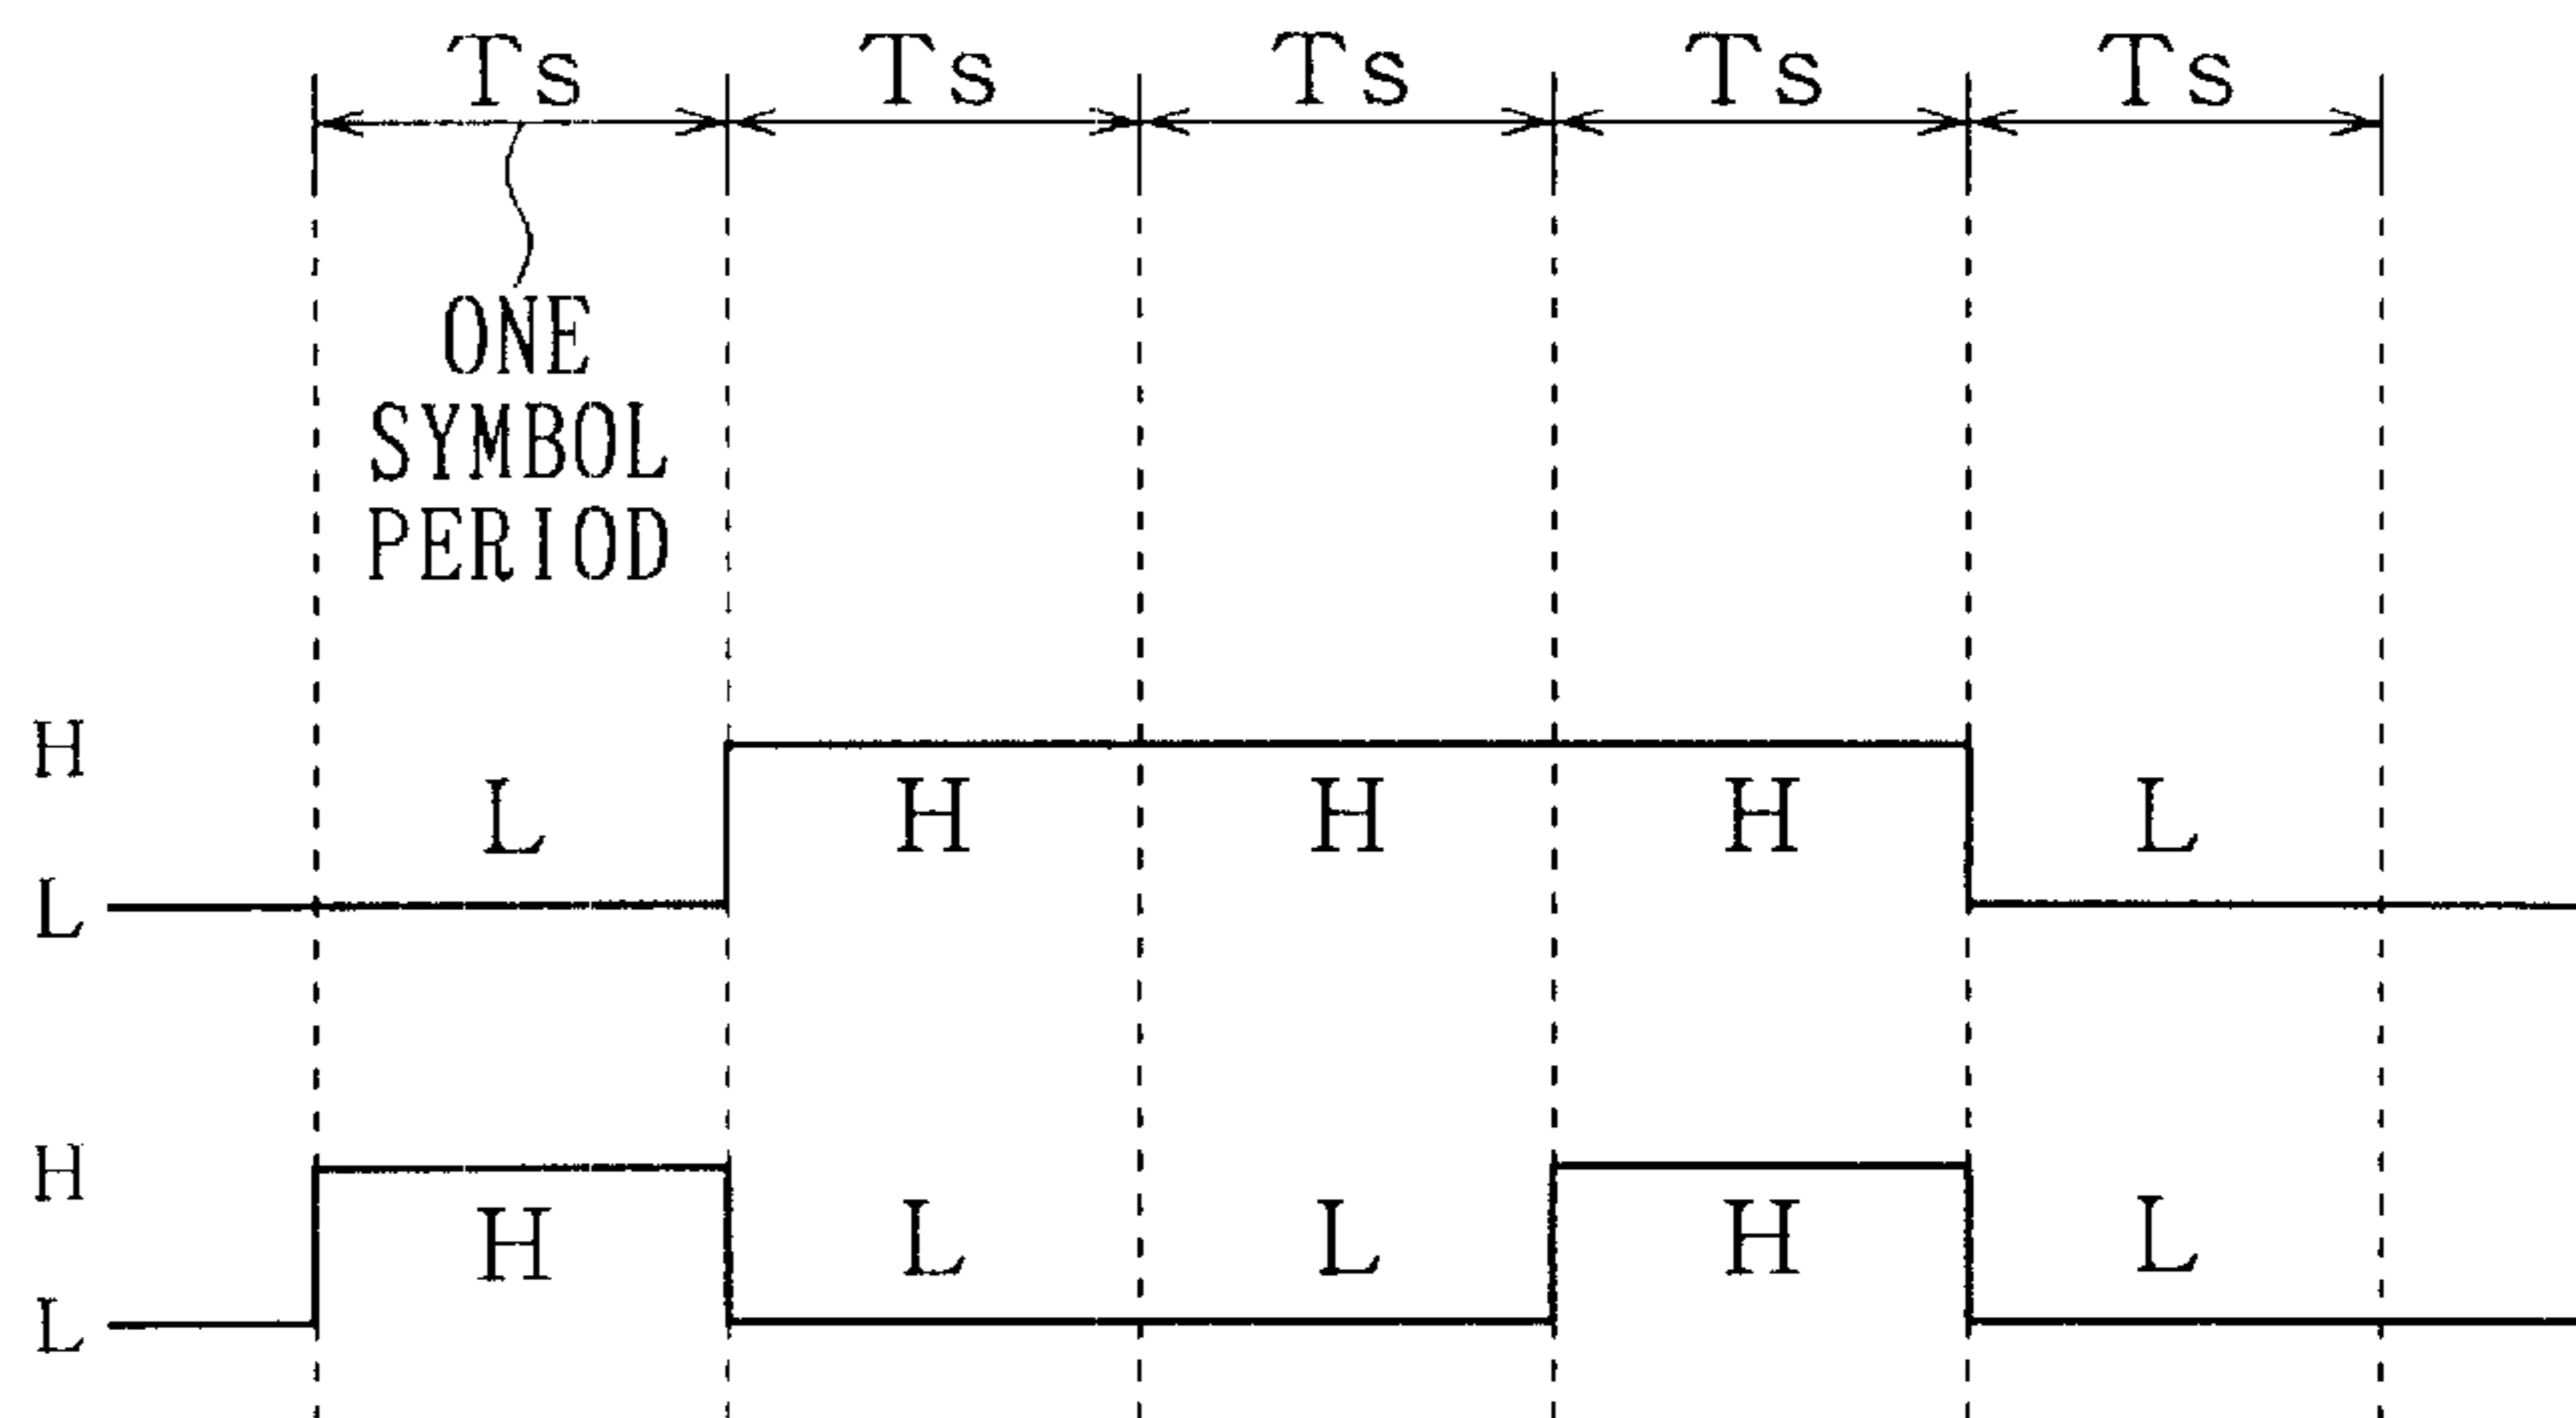 Ts Ts Ts Ts Ts
ONE
SYMBOL
PERIOD
H
L H H H L
L
H
H L L H L
L